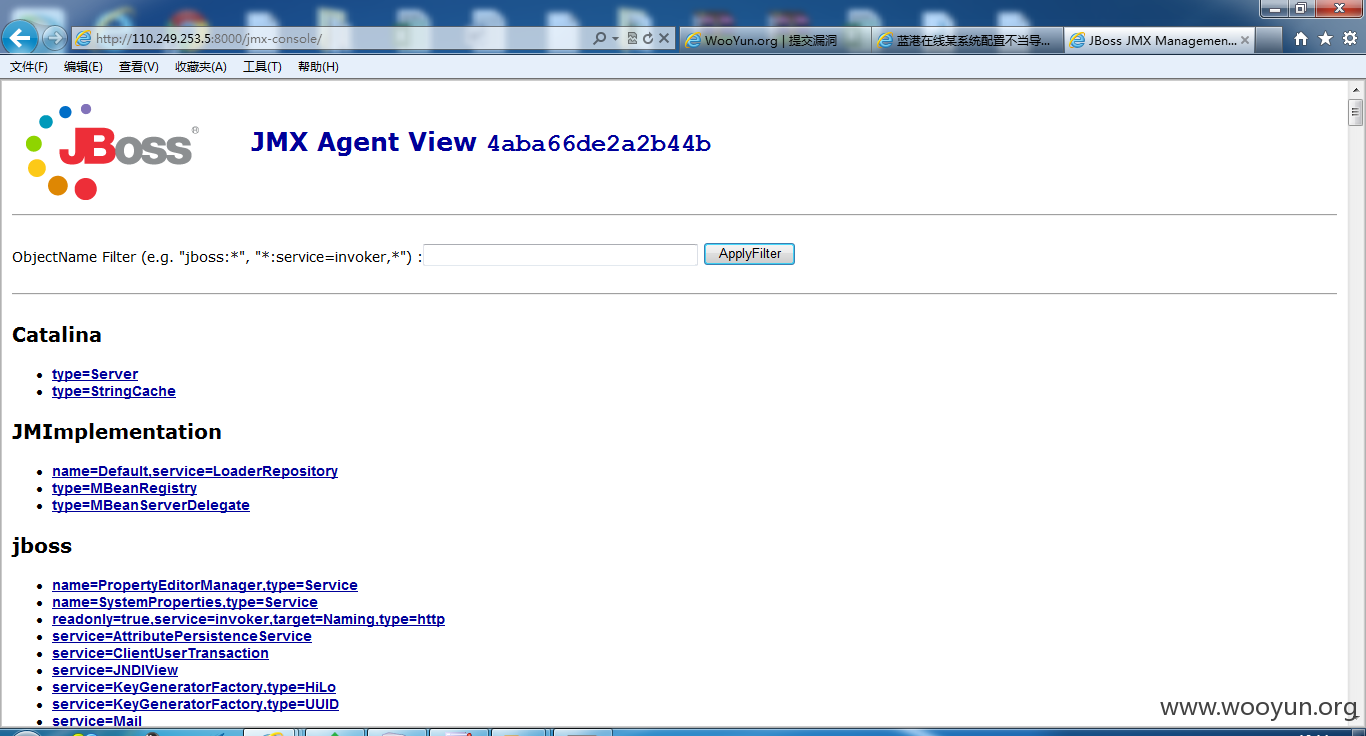 http://110.249.253.5:8000/jmx-console/
WooYun.org | 提交漏洞
蓝港在线某系统配置不当导...
JBoss JMX Managemen...
文件(F) 编辑(E) 查看(V) 收藏夹(A) 工具(T) 帮助(H)
JBoss®
JMX Agent View 4aba66de2a2b44b
ObjectName Filter (e.g. "jboss:*", "*:service=invoker,*") : ApplyFilter
Catalina
type=Server
type=StringCache
JMImplementation
name=Default,service=LoaderRepository
type=MBeanRegistry
type=MBeanServerDelegate
jboss
name=PropertyEditorManager,type=Service
name=SystemProperties,type=Service
readonly=true,service=invoker,target=Naming,type=http
service=AttributePersistenceService
service=ClientUserTransaction
service=JNDIView
service=KeyGeneratorFactory,type=HiLo
service=KeyGeneratorFactory,type=UUID
service=Mail
www.wooyun.org